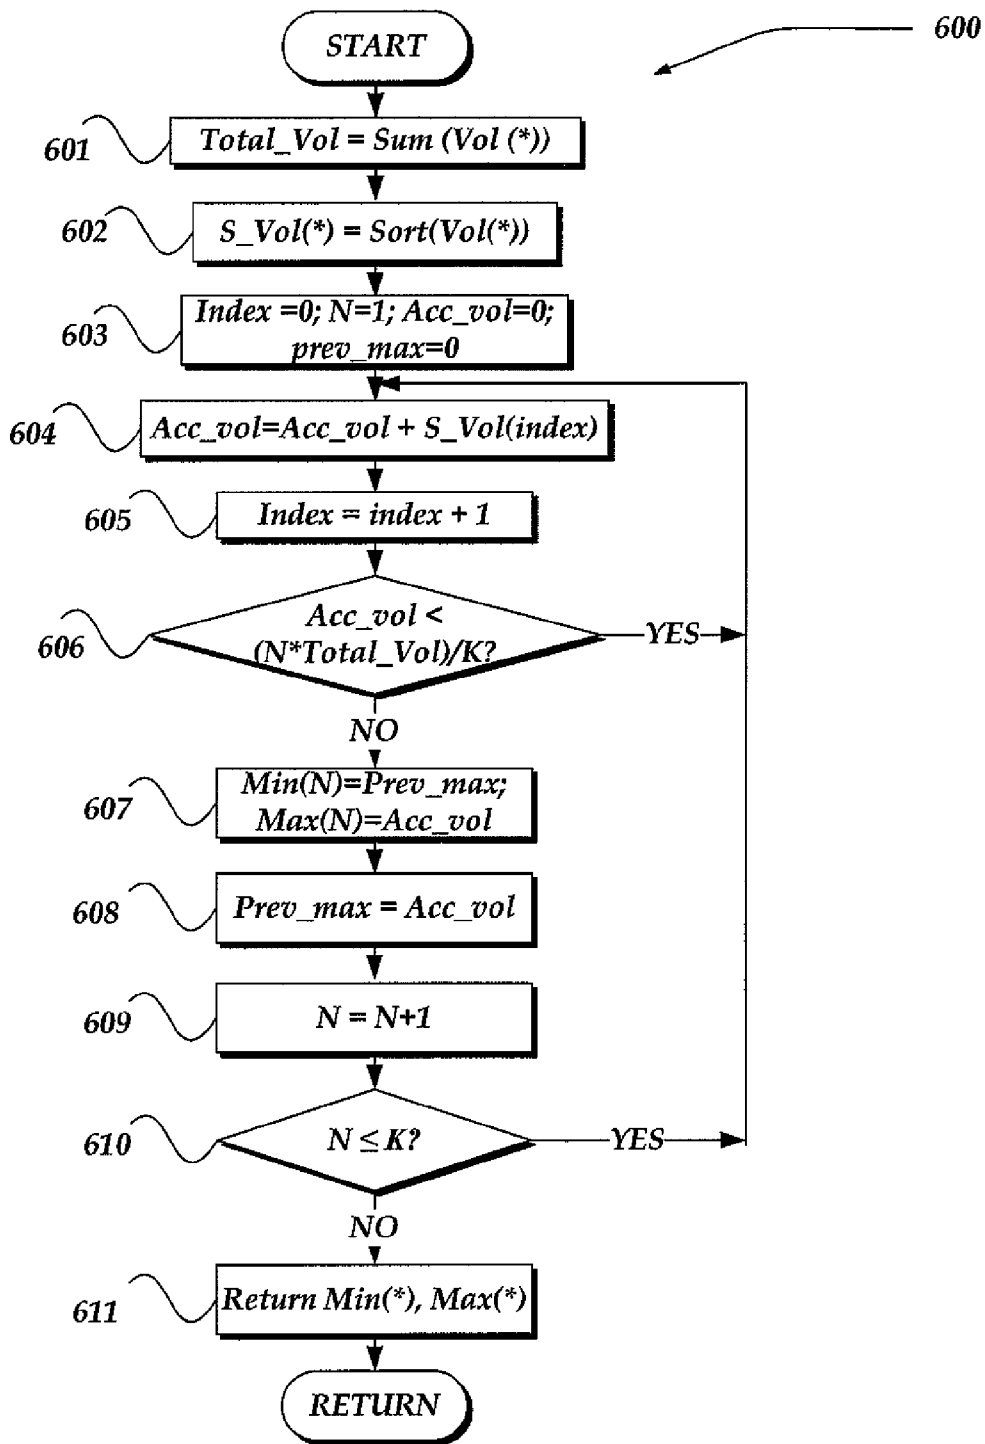 600
START
601
Total_Vol = Sum (Vol (*))
602
S_Vol(*) = Sort(Vol(*))
603
Index =0; N=1; Acc_vol=0;
prev_max=0
604
Acc_vol=Acc_vol + S_Vol(index)
605
Index = index + 1
606
Acc_vol <
(N*Total_Vol)/K?
YES
NO
607
Min(N)=Prev_max;
Max(N)=Acc_vol
608
Prev_max = Acc_vol
609
N = N+1
610
N ≤ K?
YES
NO
611
Return Min(*), Max(*)
RETURN